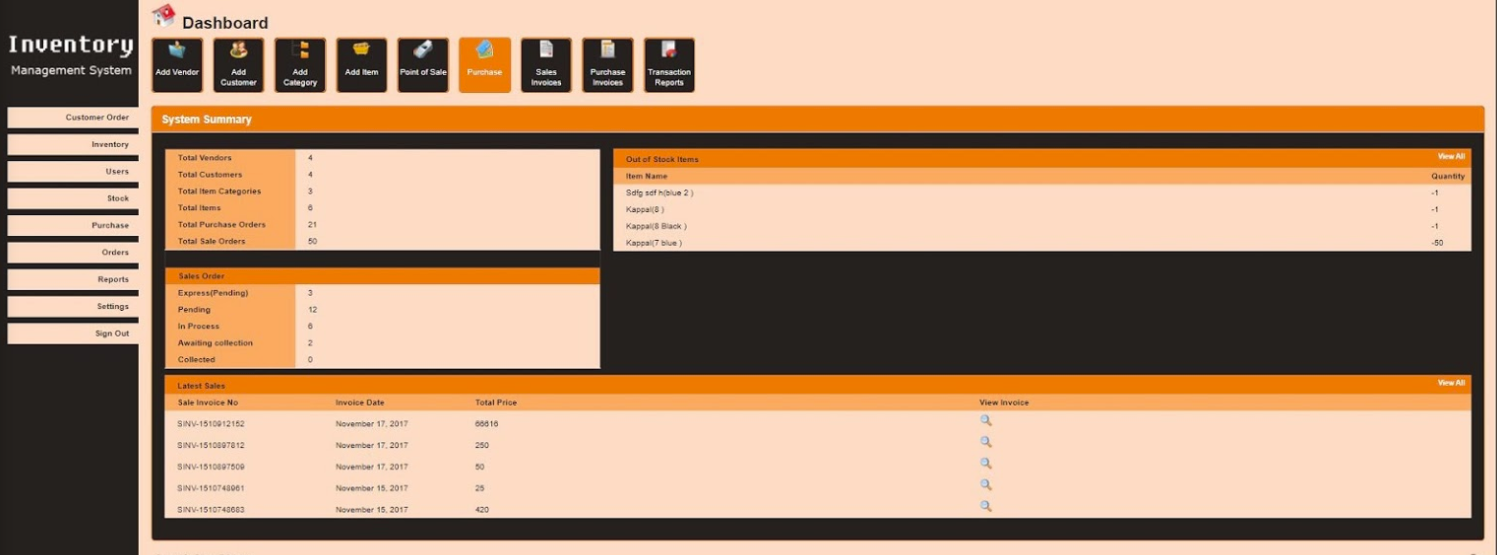 Inventory
Management System
Customer Order
Inventory
Users
Stock
Purchase
Orders
Reports
Settings
Sign Out
Dashboard
Add Vendor
Add Customer
Add Category
Add Item
Point of Sale
Purchase
Sales Invoices
Purchase Invoices
Transaction Reports
System Summary
Total Vendors 4
Total Customers 4
Total Item Categories 3
Total Items 6
Total Purchase Orders 21
Total Sale Orders 50
Out of Stock Items View All
Item Name Quantity
Sdfg sdf h(blue 2 ) -1
Kappal(8 ) -1
Kappal(8 Black ) -1
Kappal(7 blue ) -50
Sales Order
Express(Pending) 3
Pending 12
In Process 6
Awaiting collection 2
Collected 0
Latest Sales View All
Sale Invoice No Invoice Date Total Price View Invoice
SINV-1510912152 November 17, 2017 66616
SINV-1510897812 November 17, 2017 250
SINV-1510897509 November 17, 2017 50
SINV-1510748961 November 15, 2017 25
SINV-1510748683 November 15, 2017 420